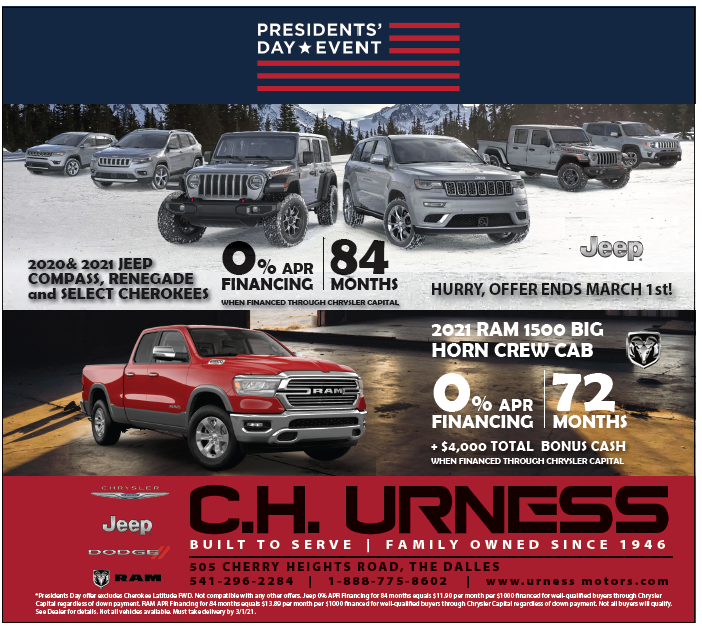 PRESIDENTS'
DAY ★ EVENT
Jeep
2020& 2021 JEEP
COMPASS, RENEGADE
and SELECT CHEROKEES
0% APR
FINANCING
84
MONTHS
WHEN FINANCED THROUGH CHRYSLER CAPITAL
HURRY, OFFER ENDS MARCH 1st!
2021 RAM 1500 BIG
HORN CREW CAB
RAM
0% APR
FINANCING
72
MONTHS
+ $4,000 TOTAL BONUS CASH
WHEN FINANCED THROUGH CHRYSLER CAPITAL
CHRYSLER
Jeep
DODGE
RAM
C.H. URNESS
BUILT TO SERVE | FAMILY OWNED SINCE 1946
505 CHERRY HEIGHTS ROAD, THE DALLES
541-296-2284 | 1-888-775-8602 | www.urness motors.com
*Presidents Day offer excludes Cherokee Latitude FWD. Not compatible with any other offers. Jeep 0% APR Financing for 84 months equals $11.90 per month per $1000 financed for well-qualified buyers through Chrysler
Capital regardless of down payment. RAM APR Financing for 84 months equals $13.89 per month per $1000 financed for well-qualified buyers through Chrysler Capital regardless of down payment. Not all buyers will qualify.
See Dealer for details. Not all vehicles available. Must take delivery by 3/1/21.